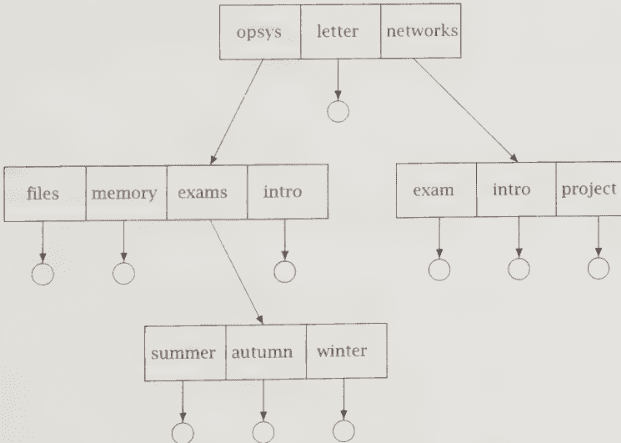 opsys letter networks
files memory exams intro
exam intro project
summer autumn winter